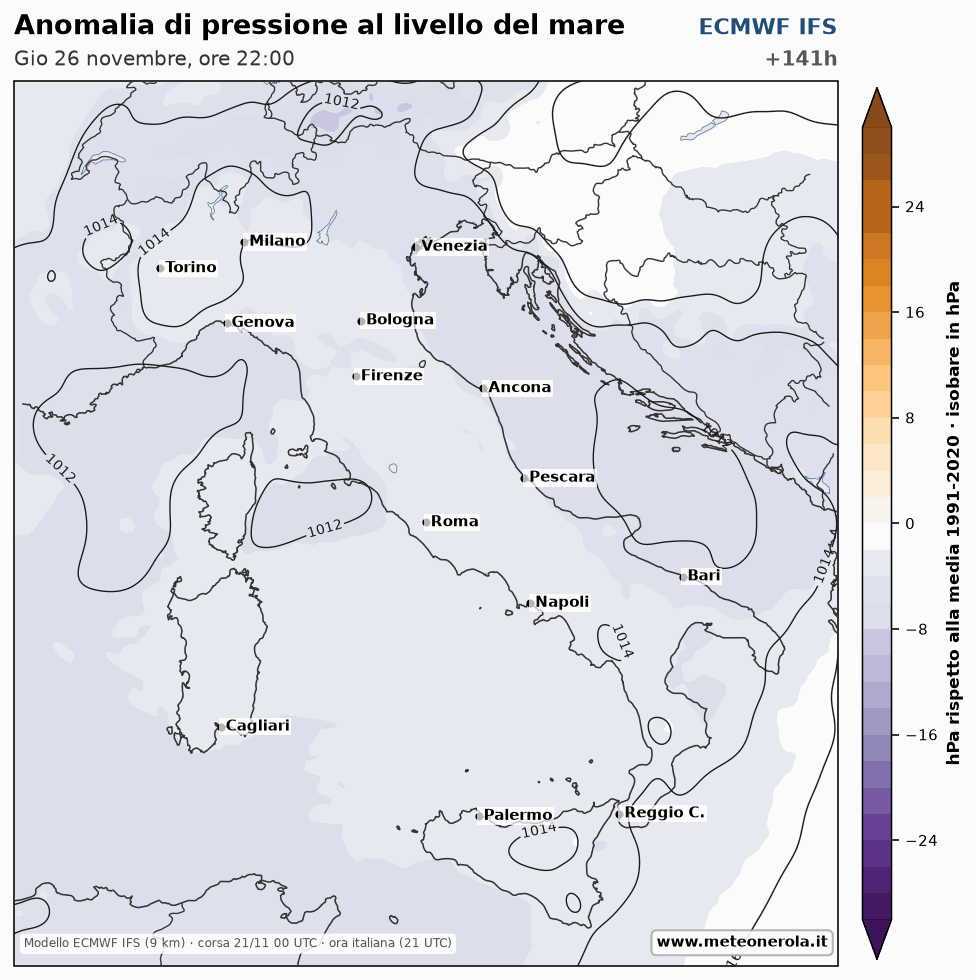 Anomalia di pressione al livello del mare
ECMWF IFS
Gio 26 novembre, ore 22:00
+141h
1012
1014
1014
Milano
Venezia
Torino
Genova
Bologna
Firenze
Ancona
1012
Pescara
1012
Roma
1014
Bari
Napoli
1014
Cagliari
Palermo
Reggio C.
1014
24
16
8
0
−8
−16
−24
hPa rispetto alla media 1991-2020 · isobare in hPa
Modello ECMWF IFS (9 km) · corsa 21/11 00 UTC · ora italiana (21 UTC)
www.meteonerola.it